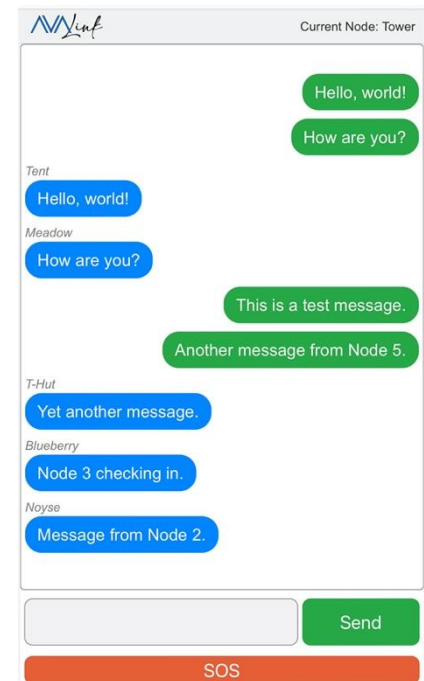 AVALink
Current Node: Tower
Hello, world!
How are you?
Tent
Hello, world!
Meadow
How are you?
This is a test message.
Another message from Node 5.
T-Hut
Yet another message.
Blueberry
Node 3 checking in.
Noyse
Message from Node 2.
Send
SOS